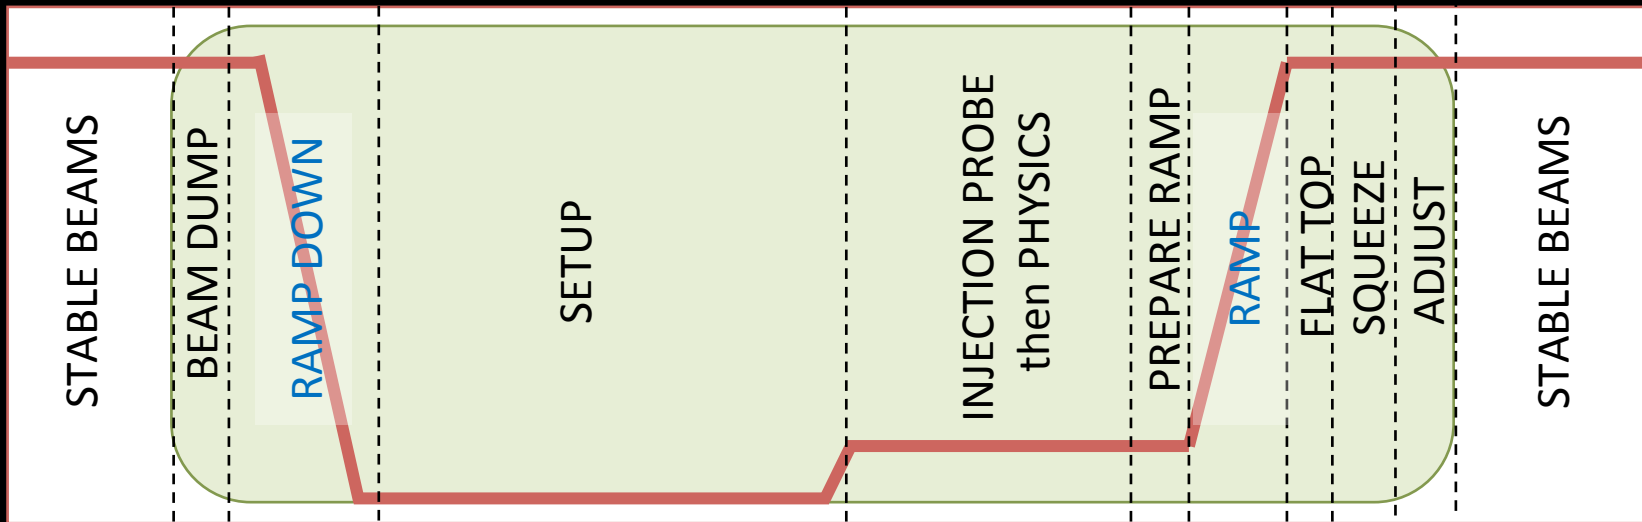 STABLE BEAMS
BEAM DUMP
RAMP DOWN
SETUP
INJECTION PROBE
then PHYSICS
PREPARE RAMP
RAMP
FLAT TOP
SQUEEZE
ADJUST
STABLE BEAMS